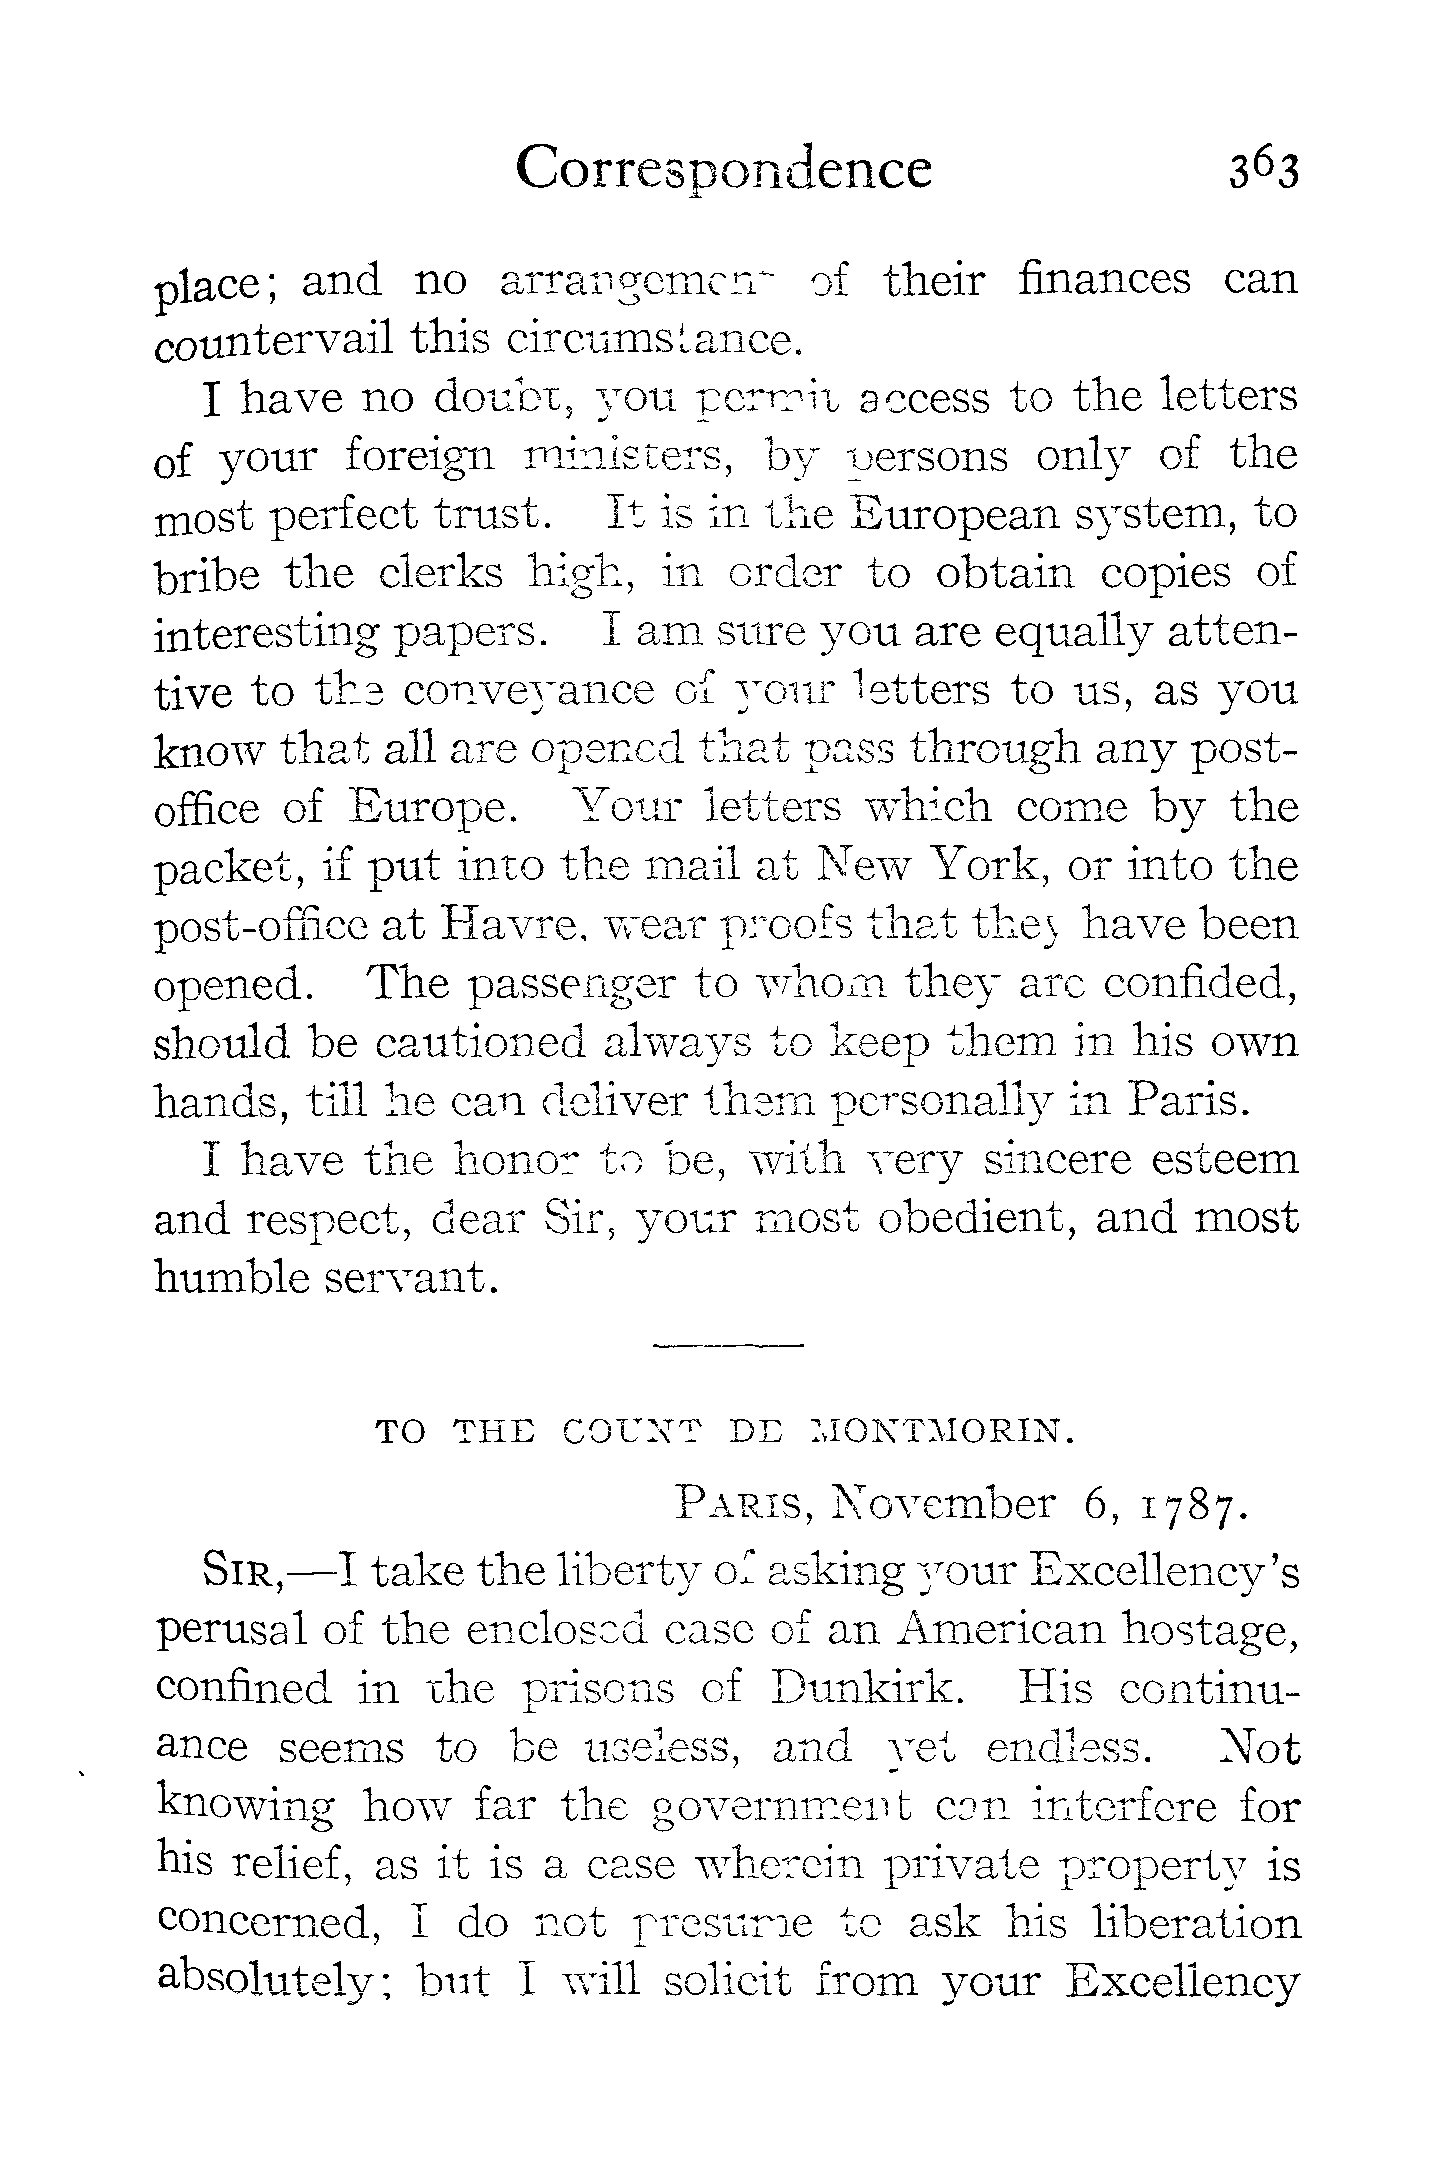 Correspondence 363
place; and no arrangement of their finances can
countervail this circumstance.
I have no doubt, you permit access to the letters
of your foreign ministers, by persons only of the
most perfect trust. It is in the European system, to
bribe the clerks high, in order to obtain copies of
interesting papers. I am sure you are equally atten-
tive to the conveyance of your letters to us, as you
know that all are opened that pass through any post-
office of Europe. Your letters which come by the
packet, if put into the mail at New York, or into the
post-office at Havre, wear proofs that they have been
opened. The passenger to whom they are confided,
should be cautioned always to keep them in his own
hands, till he can deliver them personally in Paris.
I have the honor to be, with very sincere esteem
and respect, dear Sir, your most obedient, and most
humble servant.
TO THE COUNT DE MONTMORIN.
PARIS, November 6, 1787.
SIR,—I take the liberty of asking your Excellency's
perusal of the enclosed case of an American hostage,
confined in the prisons of Dunkirk. His continu-
ance seems to be useless, and yet endless. Not
knowing how far the government can interfere for
his relief, as it is a case wherein private property is
concerned, I do not presume to ask his liberation
absolutely; but I will solicit from your Excellency